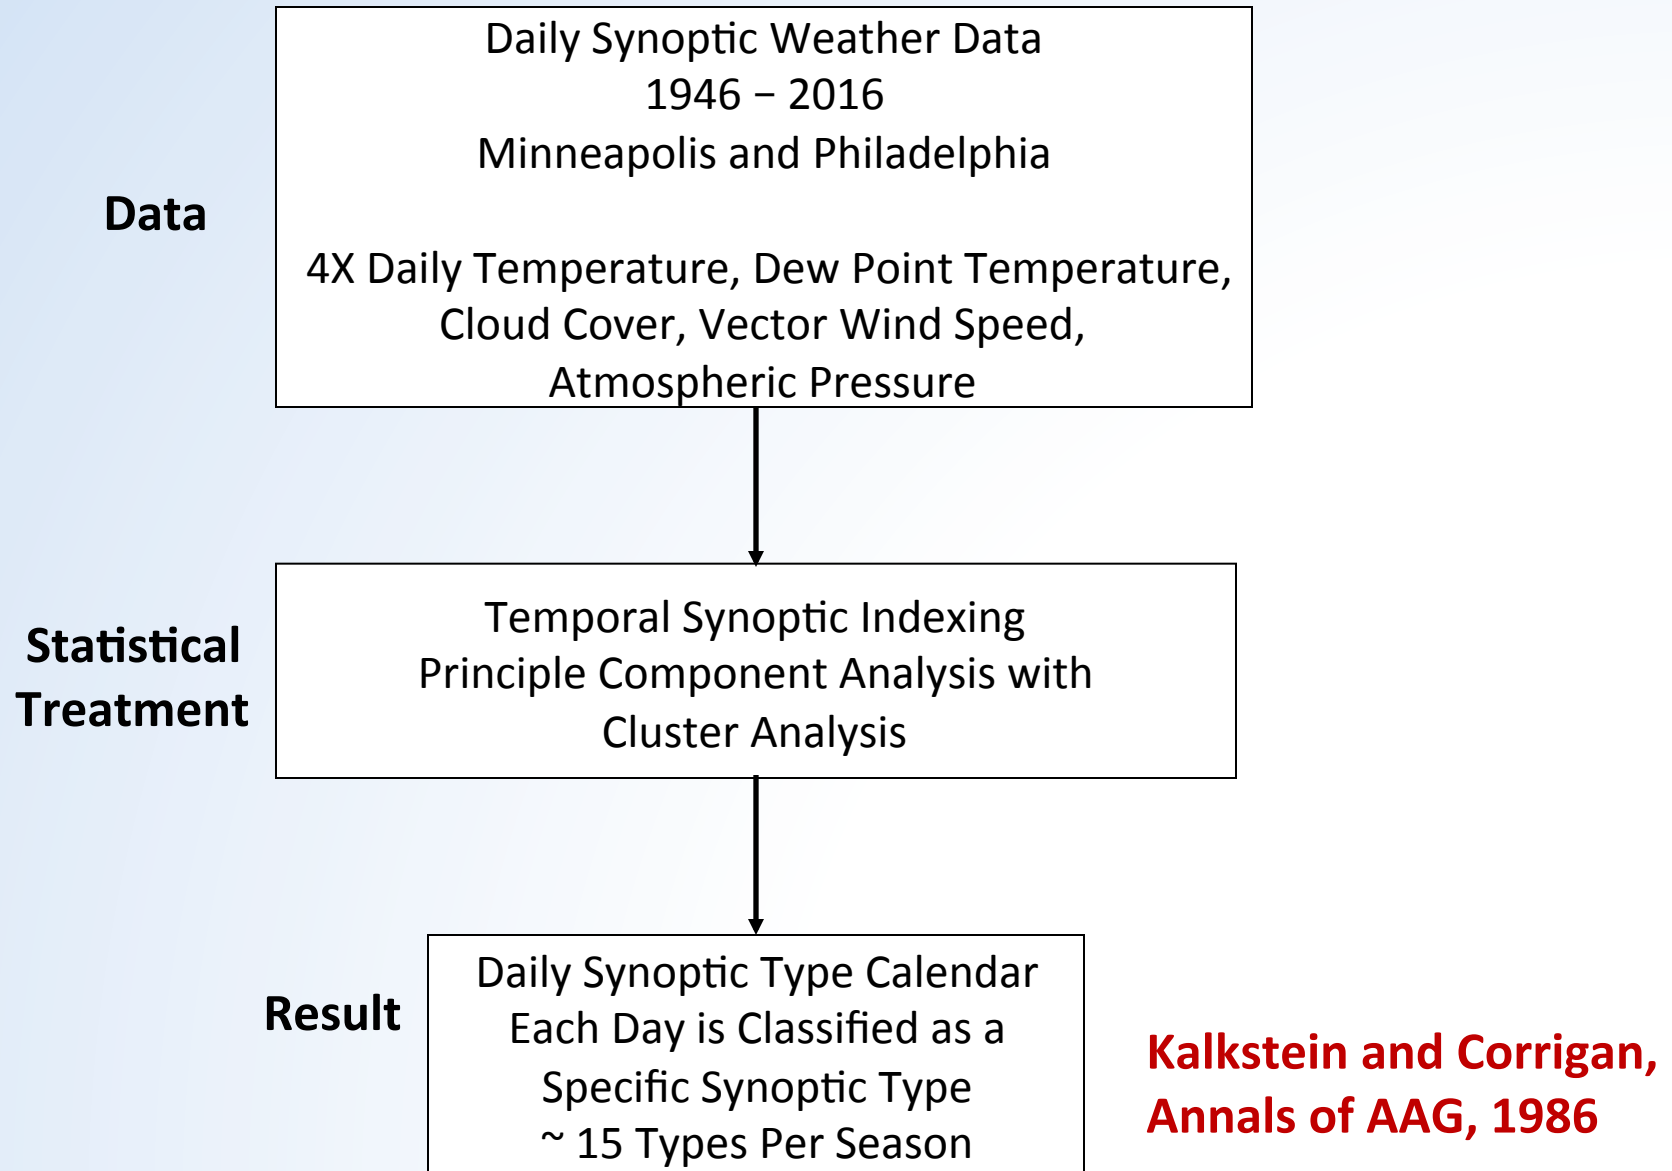 Daily Synoptic Weather Data
1946 – 2016
Minneapolis and Philadelphia
Data
4X Daily Temperature, Dew Point Temperature,
Cloud Cover, Vector Wind Speed,
Atmospheric Pressure
Statistical
Treatment
Temporal Synoptic Indexing
Principle Component Analysis with
Cluster Analysis
Result
Daily Synoptic Type Calendar
Each Day is Classified as a
Specific Synoptic Type
~ 15 Types Per Season
Kalkstein and Corrigan,
Annals of AAG, 1986